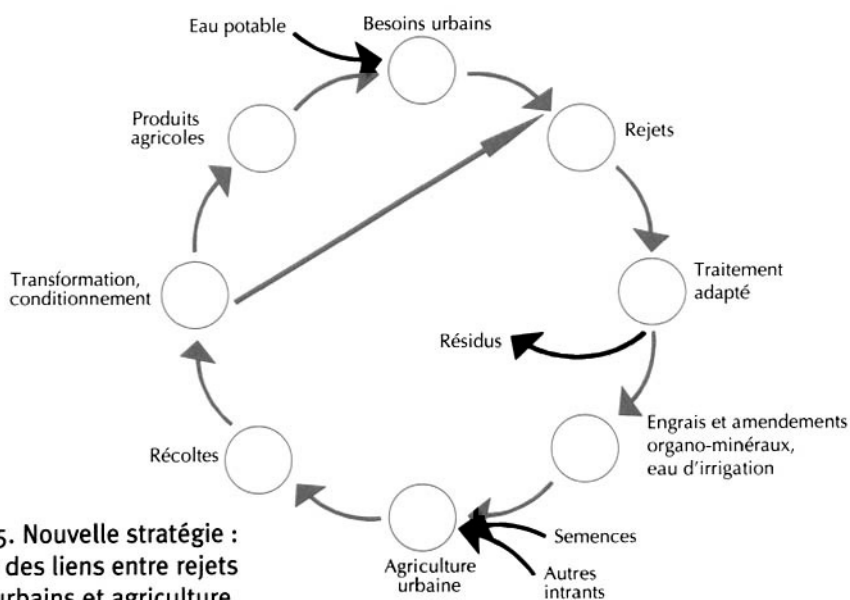 Eau potable
Besoins urbains
Produits
agricoles
Rejets
Transformation,
conditionnement
Traitement
adapté
Résidus
Engrais et amendements
organo-minéraux,
eau d'irrigation
Récoltes
Agriculture
urbaine
Semences
Autres
intrants
5. Nouvelle stratégie :
des liens entre rejets
urbains et agriculture.